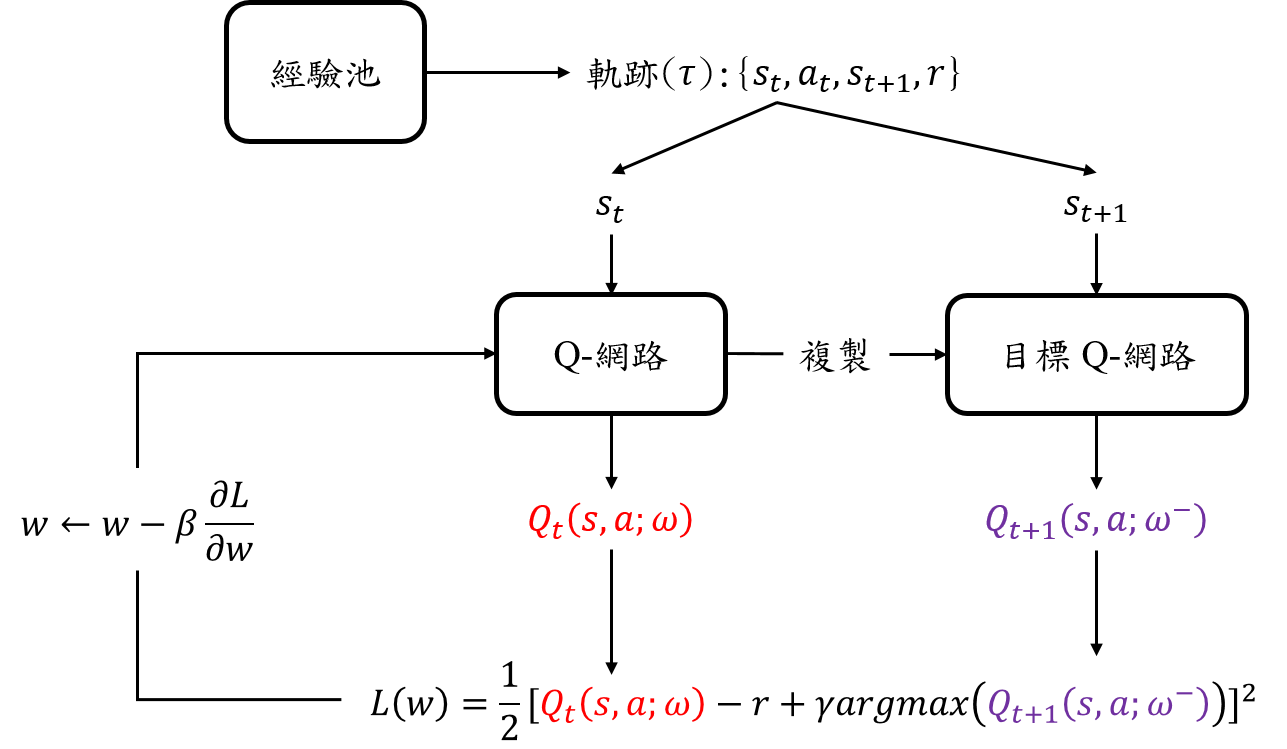 經驗池
軌跡(τ): {s_t, a_t, s_{t+1}, r}
s_t
s_{t+1}
Q-網路
複製
目標 Q-網路
w ← w − β ∂L/∂w
Q_t(s, a; ω)
Q_{t+1}(s, a; ω⁻)
L(w) = 1/2 [Q_t(s, a; ω) − r + γargmax(Q_{t+1}(s, a; ω⁻))]²